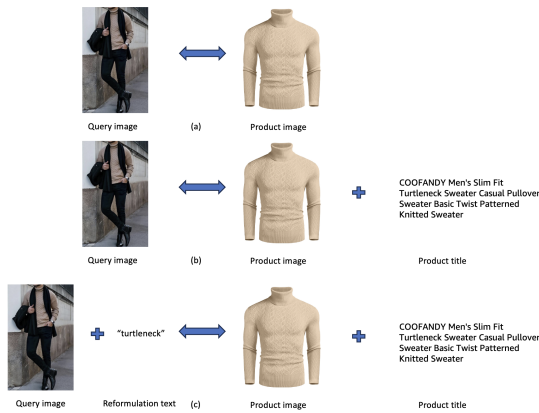 Query image
(a)
Product image
COOFANDY Men's Slim Fit
Turtleneck Sweater Casual Pullover
Sweater Basic Twist Patterned
Knitted Sweater
Query image
(b)
Product image
Product title
"turtleneck"
COOFANDY Men's Slim Fit
Turtleneck Sweater Casual Pullover
Sweater Basic Twist Patterned
Knitted Sweater
Query image
Reformulation text
(c)
Product image
Product title